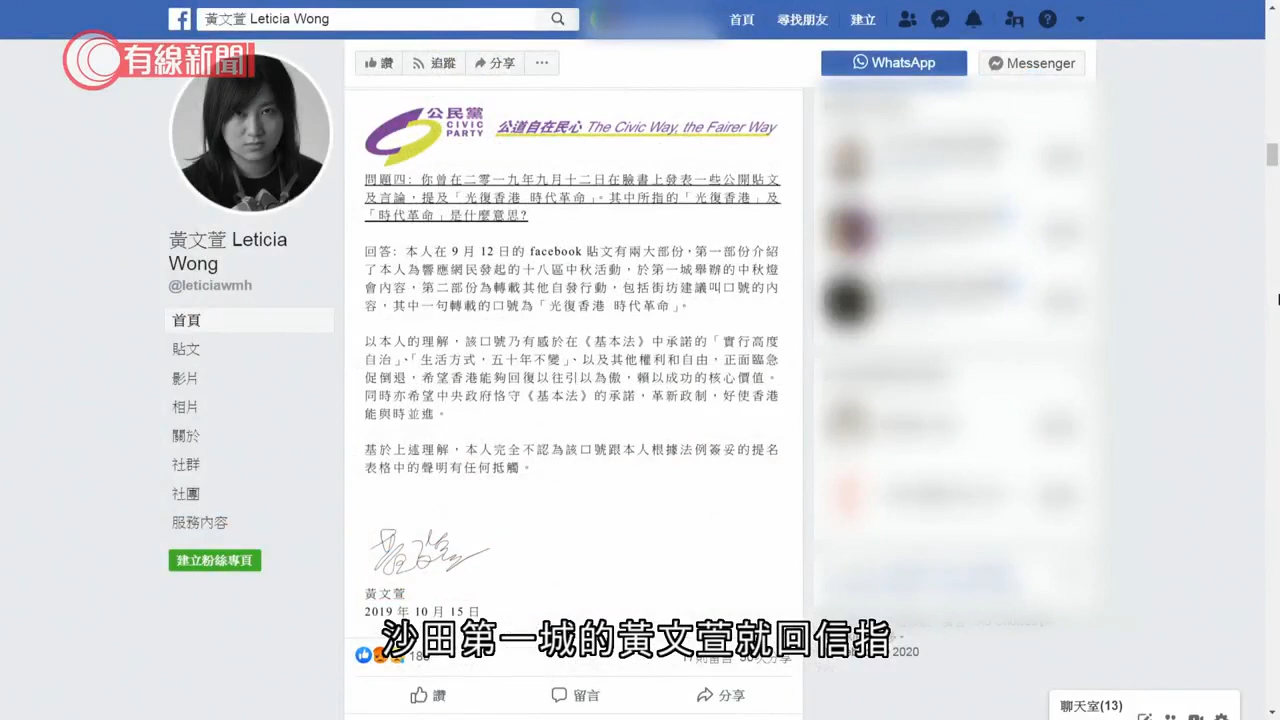 黃文萱 Leticia Wong
首頁 尋找朋友 建立
有線新聞
讚 追蹤 分享 ...
WhatsApp
Messenger
公民黨
CIVIC
PARTY
公道自在民心 The Civic Way, the Fairer Way
問題四: 你曾在二零一九年九月十二日在臉書上發表一些公開貼文
及言論，提及「光復香港 時代革命」。其中所指的「光復香港」及
「時代革命」是什麼意思?
回答: 本人在 9 月 12 日的 facebook 貼文有兩大部份，第一部份介紹
了本人為響應網民發起的十八區中秋活動，於第一城舉辦的中秋燈
會內容，第二部份為轉載其他自發行動，包括街坊建議叫口號的內
容，其中一句轉載的口號為「光復香港 時代革命」。
以本人的理解，該口號乃有感於在《基本法》中承諾的「實行高度
自治」、「生活方式，五十年不變」、以及其他權利和自由，正面臨急
促倒退，希望香港能夠回復以往引以為傲，賴以成功的核心價值。
同時亦希望中央政府恪守《基本法》的承諾，革新政制，好使香港
能與時並進。
基於上述理解，本人完全不認為該口號跟本人根據法例簽妥的提名
表格中的聲明有任何抵觸。
黃文萱
2019 年 10 月 15 日
黃文萱 Leticia
Wong
@leticiawmh
首頁
貼文
影片
相片
關於
社群
社團
服務內容
建立粉絲專頁
沙田第一城的黃文萱就回信指
2020
讚 留言 分享
聊天室(13)